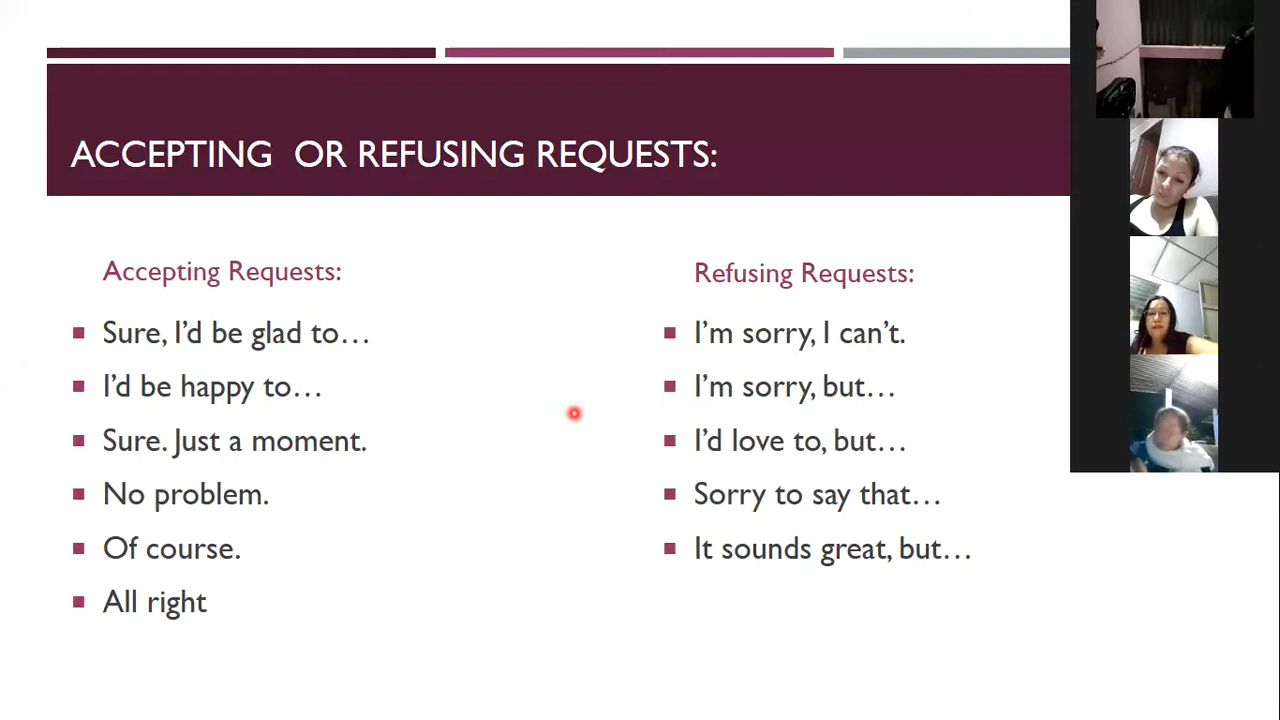 ACCEPTING OR REFUSING REQUESTS:
Accepting Requests:
Sure, I'd be glad to…
I'd be happy to…
Sure. Just a moment.
No problem.
Of course.
All right
Refusing Requests:
I'm sorry, I can't.
I'm sorry, but…
I'd love to, but…
Sorry to say that…
It sounds great, but…